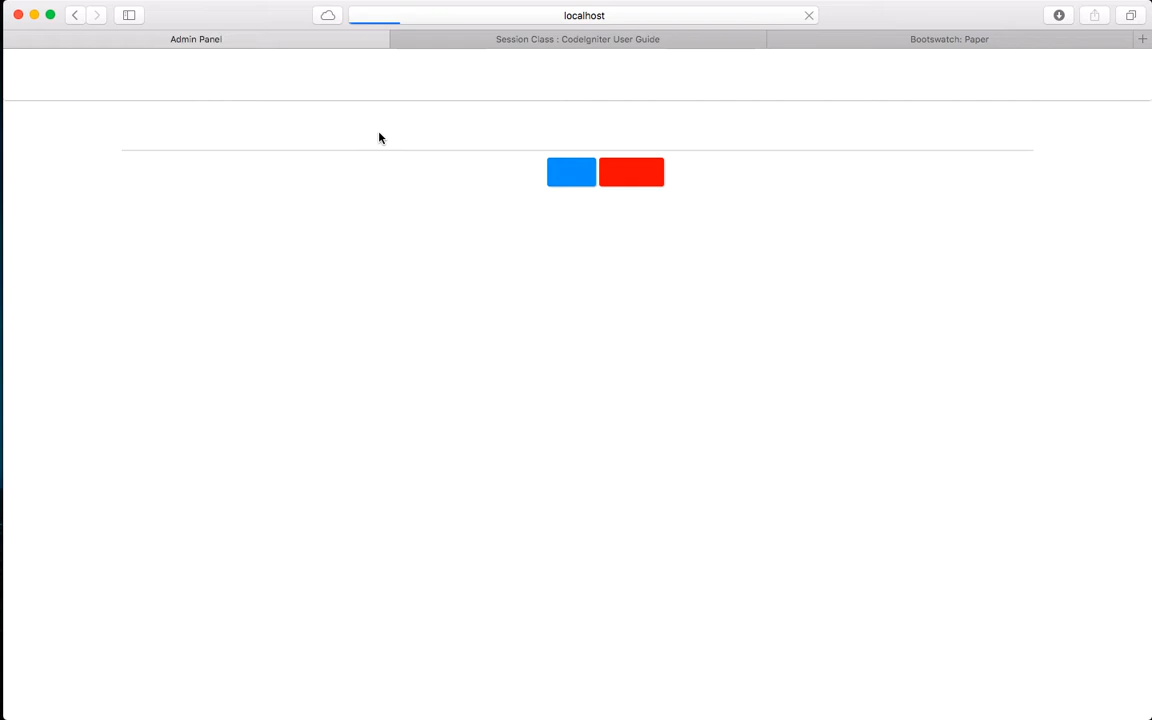 localhost
Admin Panel
Session Class : CodeIgniter User Guide
Bootswatch: Paper